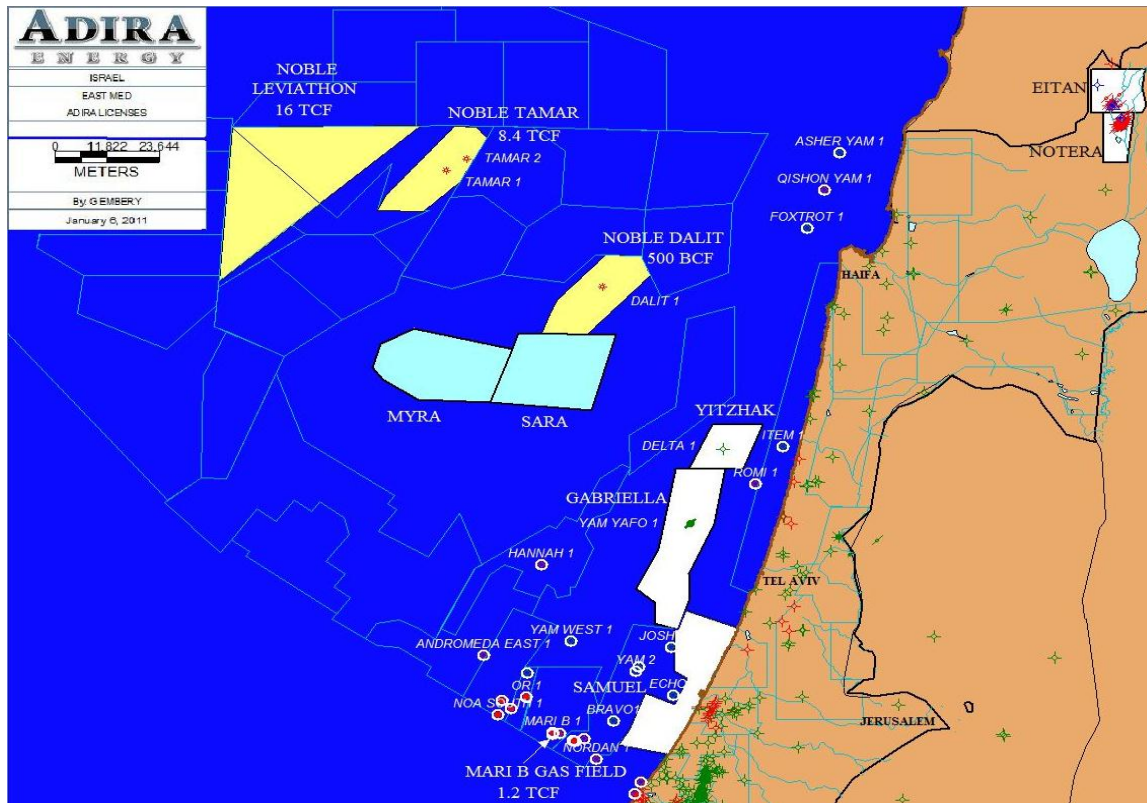 ADIRA
ENERGY
ISRAEL
EAST MED
ADIRA LICENSES
0 11,822 23,644
METERS
By: GEMBERY
January 6, 2011
NOBLE
LEVIATHON
16 TCF
NOBLE TAMAR
8.4 TCF
TAMAR 2
TAMAR 1
ASHER YAM 1
QISHON YAM 1
FOXTROT 1
EITAN
NOTERA
NOBLE DALIT
500 BCF
DALIT 1
HAIFA
MYRA
SARA
YITZHAK
DELTA 1
ITEM 1
ROMI 1
GABRIELLA
YAM YAFO 1
HANNAH 1
TEL AVIV
YAM WEST 1
ANDROMEDA EAST 1
JOSH
YAM 2
OR 1
SAMUEL
ECHO
NOA SOUTH 1
BRAVO1
MARI B 1
NORDAN 1
JERUSALEM
MARI B GAS FIELD
1.2 TCF